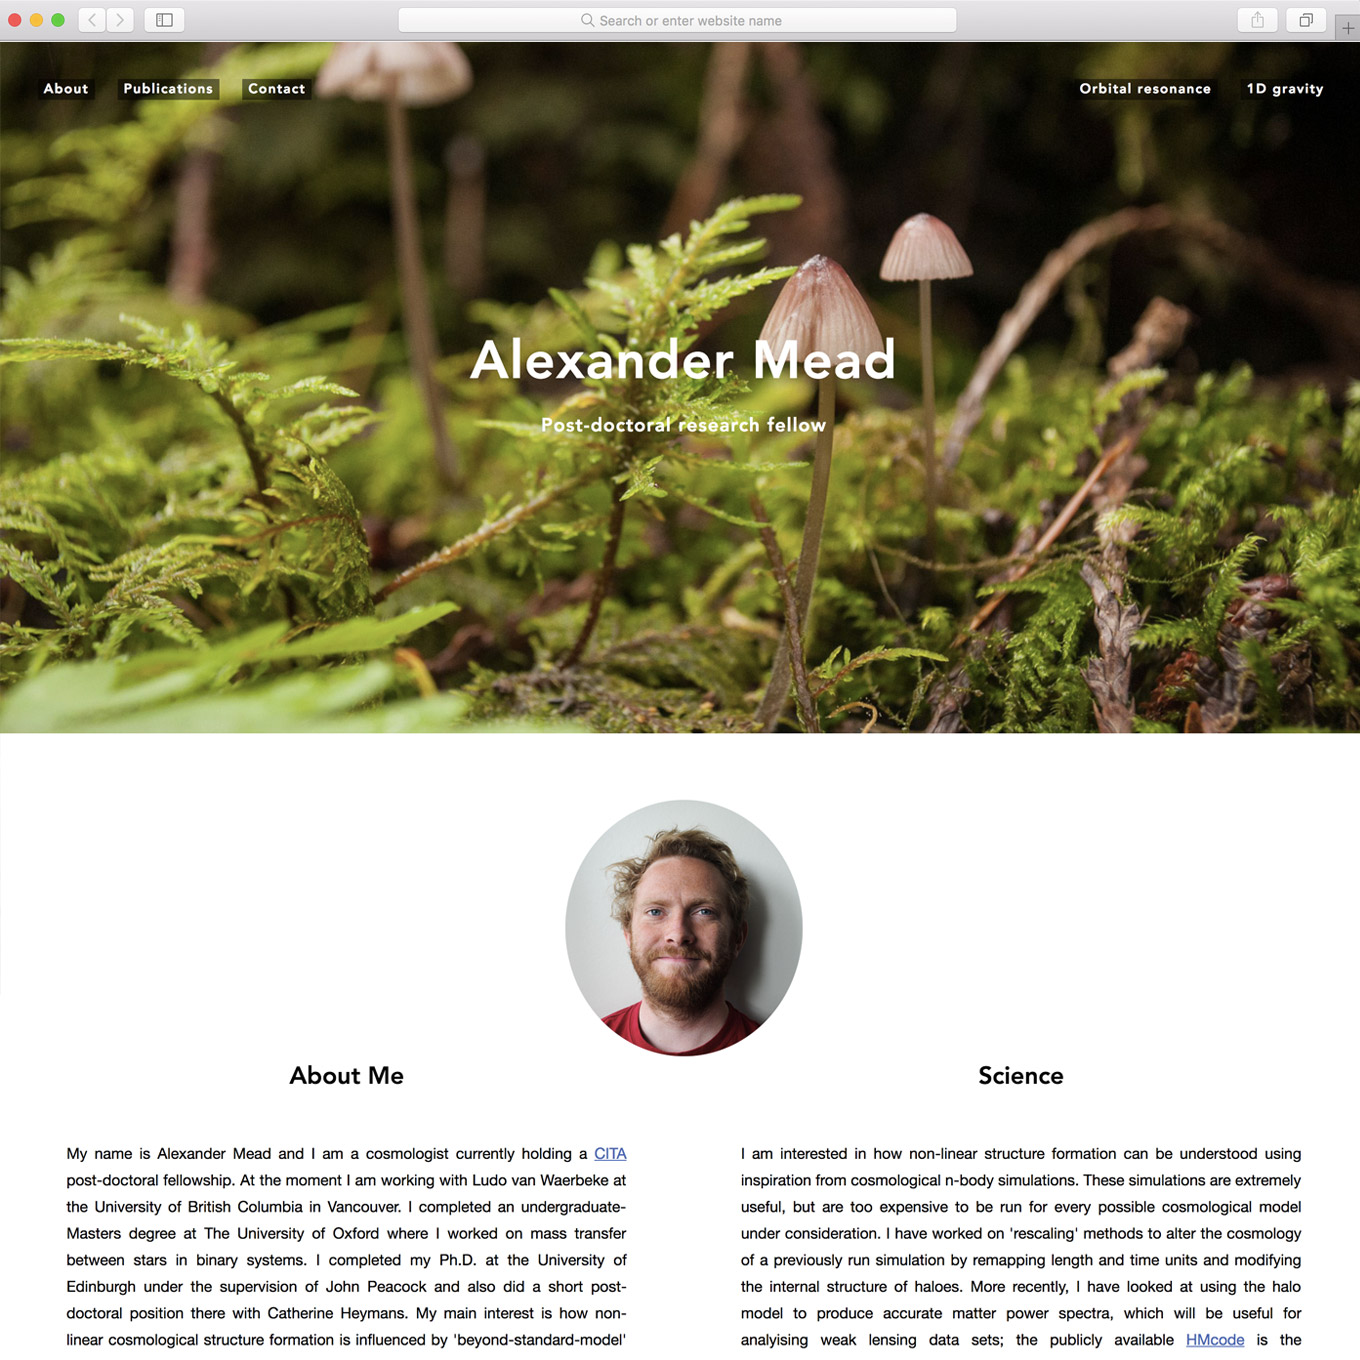 Search or enter website name
About Publications Contact Orbital resonance 1D gravity
Alexander Mead
Post-doctoral research fellow
About Me
My name is Alexander Mead and I am a cosmologist currently holding a CITA
post-doctoral fellowship. At the moment I am working with Ludo van Waerbeke at
the University of British Columbia in Vancouver. I completed an undergraduate-
Masters degree at The University of Oxford where I worked on mass transfer
between stars in binary systems. I completed my Ph.D. at the University of
Edinburgh under the supervision of John Peacock and also did a short post-
doctoral position there with Catherine Heymans. My main interest is how non-
linear cosmological structure formation is influenced by 'beyond-standard-model'
Science
I am interested in how non-linear structure formation can be understood using
inspiration from cosmological n-body simulations. These simulations are extremely
useful, but are too expensive to be run for every possible cosmological model
under consideration. I have worked on 'rescaling' methods to alter the cosmology
of a previously run simulation by remapping length and time units and modifying
the internal structure of haloes. More recently, I have looked at using the halo
model to produce accurate matter power spectra, which will be useful for
analysing weak lensing data sets; the publicly available HMcode is the